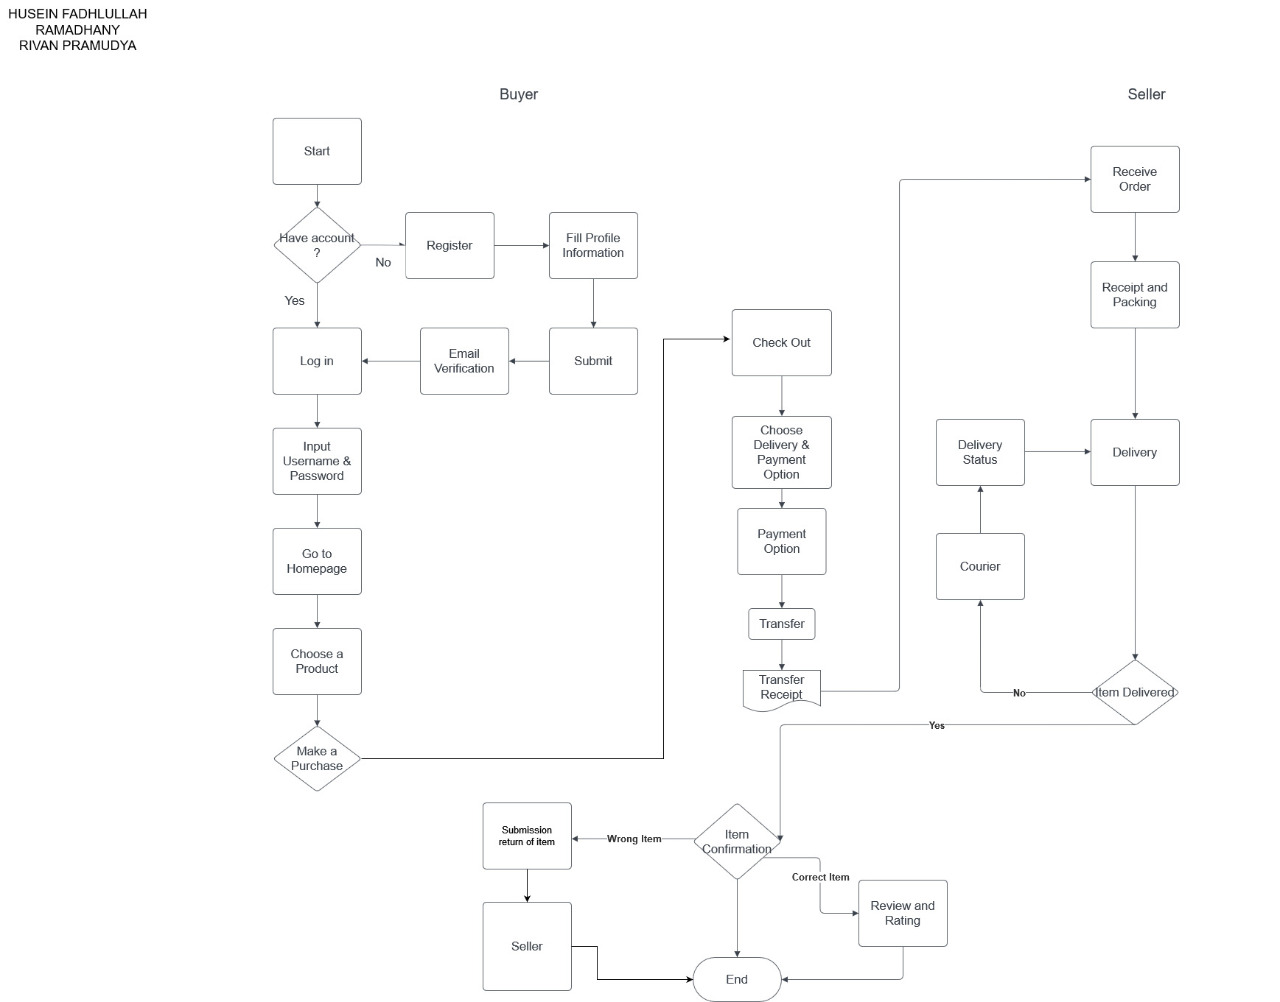 HUSEIN FADHLULLAH
RAMADHANY
RIVAN PRAMUDYA
Buyer
Seller
Start
Have account
?
No
Yes
Register
Fill Profile
Information
Log in
Email
Verification
Submit
Input
Username &
Password
Go to
Homepage
Choose a
Product
Make a
Purchase
Check Out
Choose
Delivery &
Payment
Option
Payment
Option
Transfer
Transfer
Receipt
Receive
Order
Receipt and
Packing
Delivery
Status
Delivery
Courier
No
Item Delivered
Yes
Item
Confirmation
Wrong Item
Submission
return of item
Correct Item
Review and
Rating
Seller
End